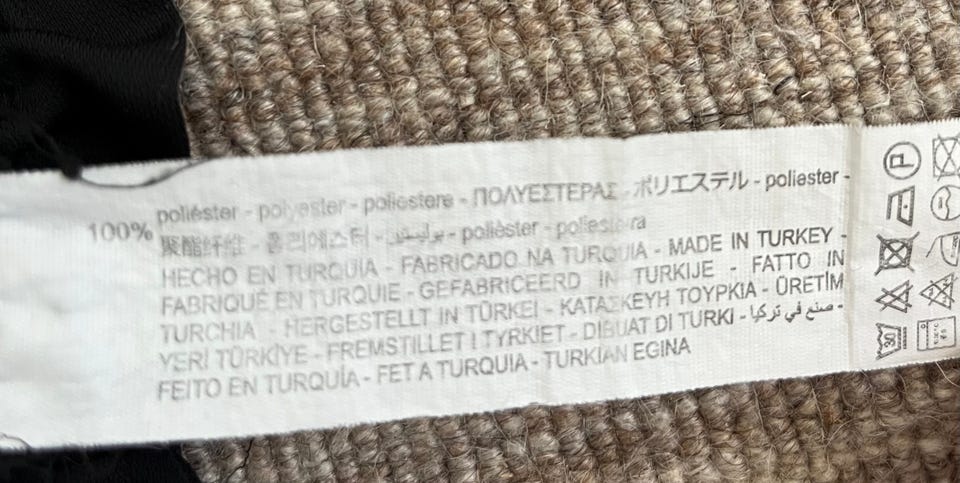 100% poliéster - polyester - poliestere - ΠΟΛΥΕΣΤΕΡΑΣ - ポリエステル - poliester -
聚酯纤维 - 폴리에스터 - بوليستر - polièster - poliesterra
HECHO EN TURQUÍA - FABRICADO NA TURQUIA - MADE IN TURKEY -
FABRIQUÉ EN TURQUIE - GEFABRICEERD IN TURKIJE - FATTO IN
TURCHIA - HERGESTELLT IN TÜRKEI - ΚΑΤΑΣΚΕΥΗ ΤΟΥΡΚΙΑ - ÜRETİM
YERİ TÜRKİYE - FREMSTILLET I TYRKIET - DIBUAT DI TURKI - صنع في تركيا -
FEITO EN TURQUÍA - FET A TURQUIA - TURKIAN EGINA
P
30